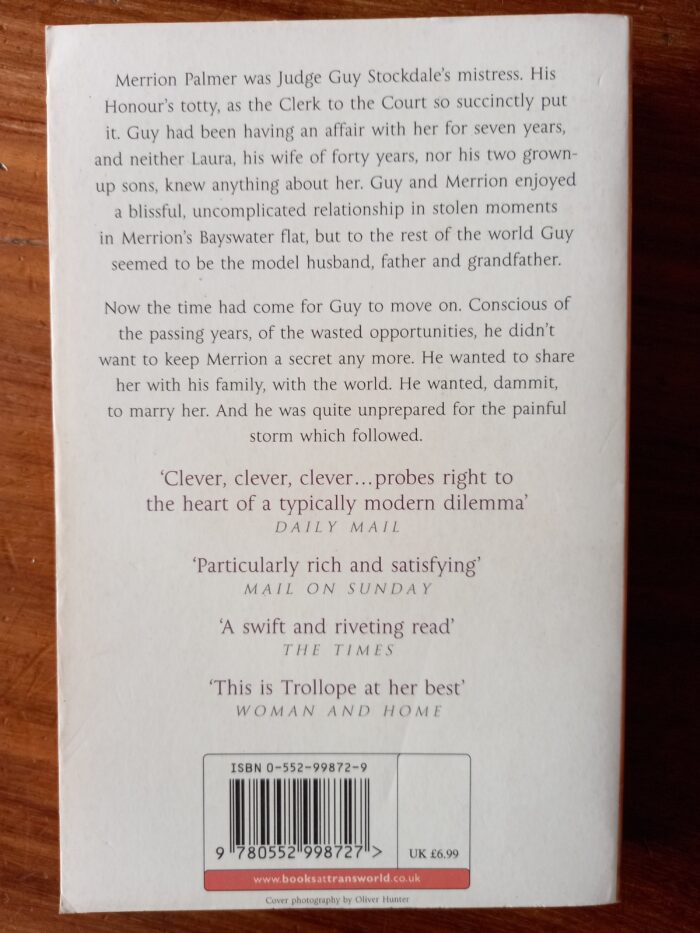 Merrion Palmer was Judge Guy Stockdale's mistress. His
Honour's totty, as the Clerk to the Court so succinctly put
it. Guy had been having an affair with her for seven years,
and neither Laura, his wife of forty years, nor his two grown-
up sons, knew anything about her. Guy and Merrion enjoyed
a blissful, uncomplicated relationship in stolen moments
in Merrion's Bayswater flat, but to the rest of the world Guy
seemed to be the model husband, father and grandfather.
Now the time had come for Guy to move on. Conscious of
the passing years, of the wasted opportunities, he didn't
want to keep Merrion a secret any more. He wanted to share
her with his family, with the world. He wanted, dammit,
to marry her. And he was quite unprepared for the painful
storm which followed.
‘Clever, clever, clever…probes right to
the heart of a typically modern dilemma’
DAILY MAIL
‘Particularly rich and satisfying’
MAIL ON SUNDAY
‘A swift and riveting read’
THE TIMES
‘This is Trollope at her best’
WOMAN AND HOME
ISBN 0-552-99872-9
9 780552 998727 >
UK £6.99
www.booksattransworld.co.uk
Cover photography by Oliver Hunter